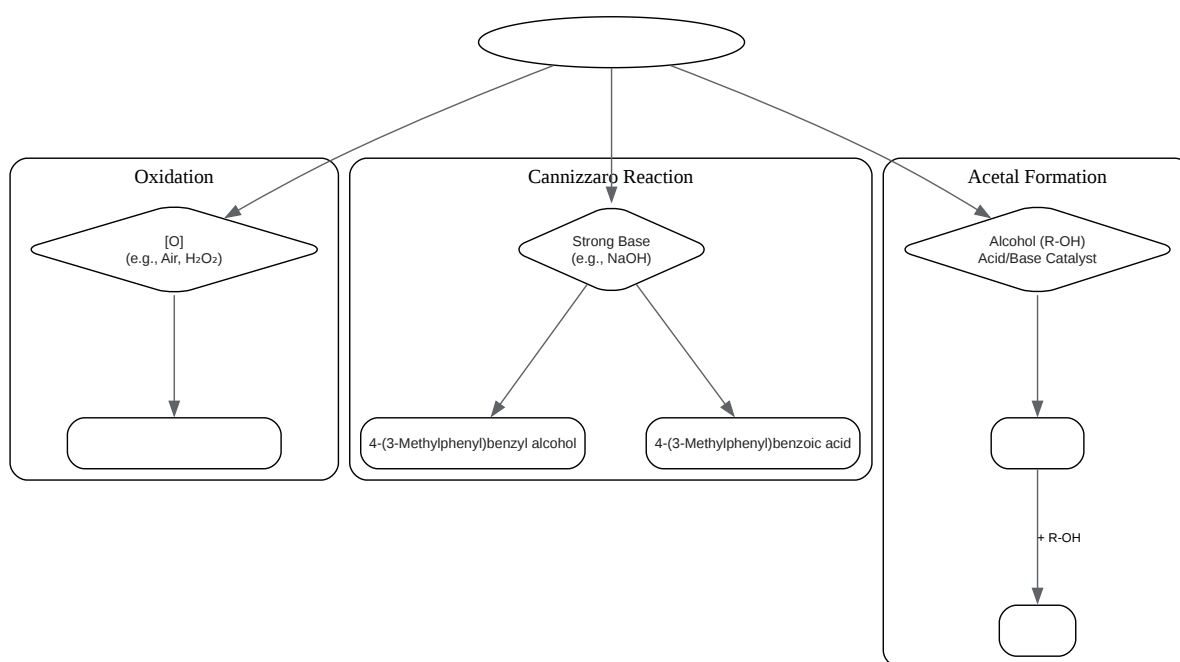 Oxidation
[O]
(e.g., Air, H₂O₂)
Cannizzaro Reaction
Strong Base
(e.g., NaOH)
4-(3-Methylphenyl)benzyl alcohol
4-(3-Methylphenyl)benzoic acid
Acetal Formation
Alcohol (R-OH)
Acid/Base Catalyst
+ R-OH